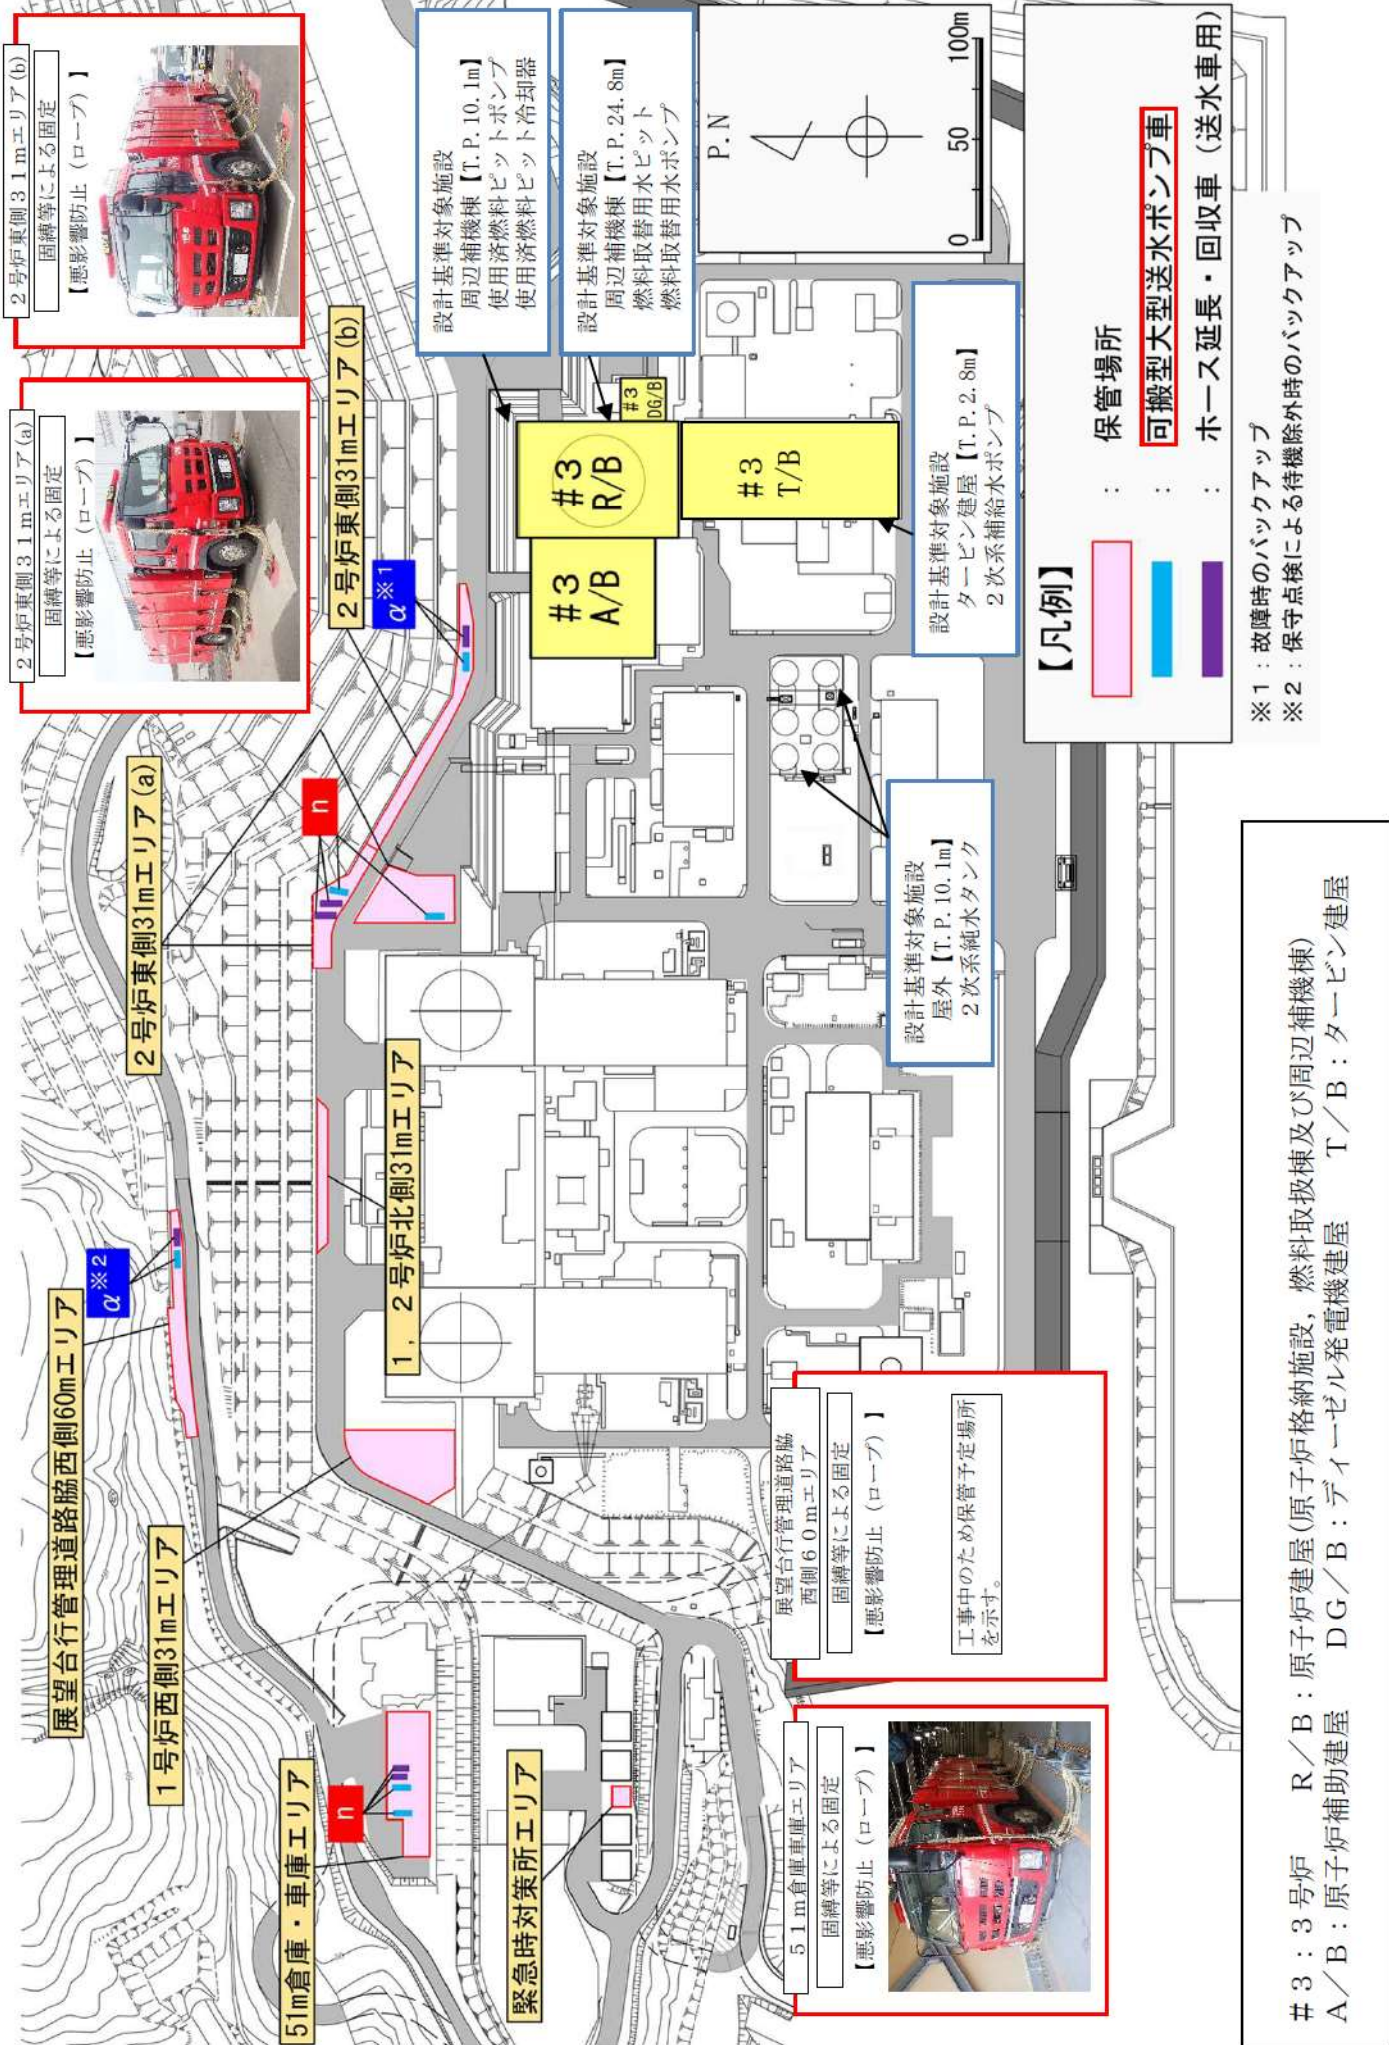 展望台行管理道路脇西側60mエリア
α※2
1号炉西側31mエリア
51m倉庫・車庫エリア
n
緊急時対策所エリア
1，2号炉北側31mエリア
2号炉東側31mエリア(a)
n
2号炉東側31mエリア(b)
α※1
2号炉東側31mエリア(a)
固縛等による固定
【悪影響防止（ロープ）】
2号炉東側31mエリア(b)
固縛等による固定
【悪影響防止（ロープ）】
設計基準対象施設
周辺補機棟【T.P.10.1m】
使用済燃料ピットポンプ
使用済燃料ピット冷却器
設計基準対象施設
周辺補機棟【T.P.24.8m】
燃料取替用水ピット
燃料取替用水ポンプ
#3
R/B
#3
A/B
#3
DG/B
#3
T/B
設計基準対象施設
タービン建屋【T.P.2.8m】
2次系補給水ポンプ
設計基準対象施設
屋外【T.P.10.1m】
2次系純水タンク
51m倉庫車庫エリア
固縛等による固定
【悪影響防止（ロープ）】
展望台行管理道路脇
西側60mエリア
固縛等による固定
【悪影響防止（ロープ）】
工事中のため保管予定場所
を示す。
P.N
0 50 100m
【凡例】
： 保管場所
： 可搬型大型送水ポンプ車
： ホース延長・回収車（送水車用）
※1：故障時のバックアップ
※2：保守点検による待機除外時のバックアップ
#3：3号炉 R／B：原子炉建屋(原子炉格納施設，燃料取扱棟及び周辺補機棟)
A／B：原子炉補助建屋 DG／B：ディーゼル発電機建屋 T／B：タービン建屋